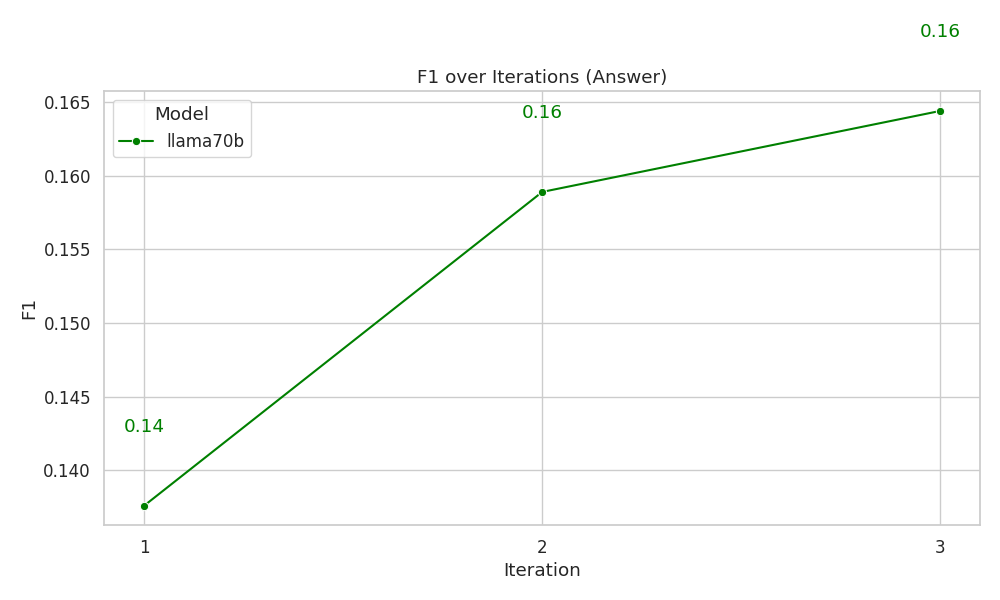 0.16
F1 over Iterations (Answer)
0.165
Model
llama70b
0.16
0.160
0.155
0.150
F1
0.145
0.14
0.140
1
2
3
Iteration